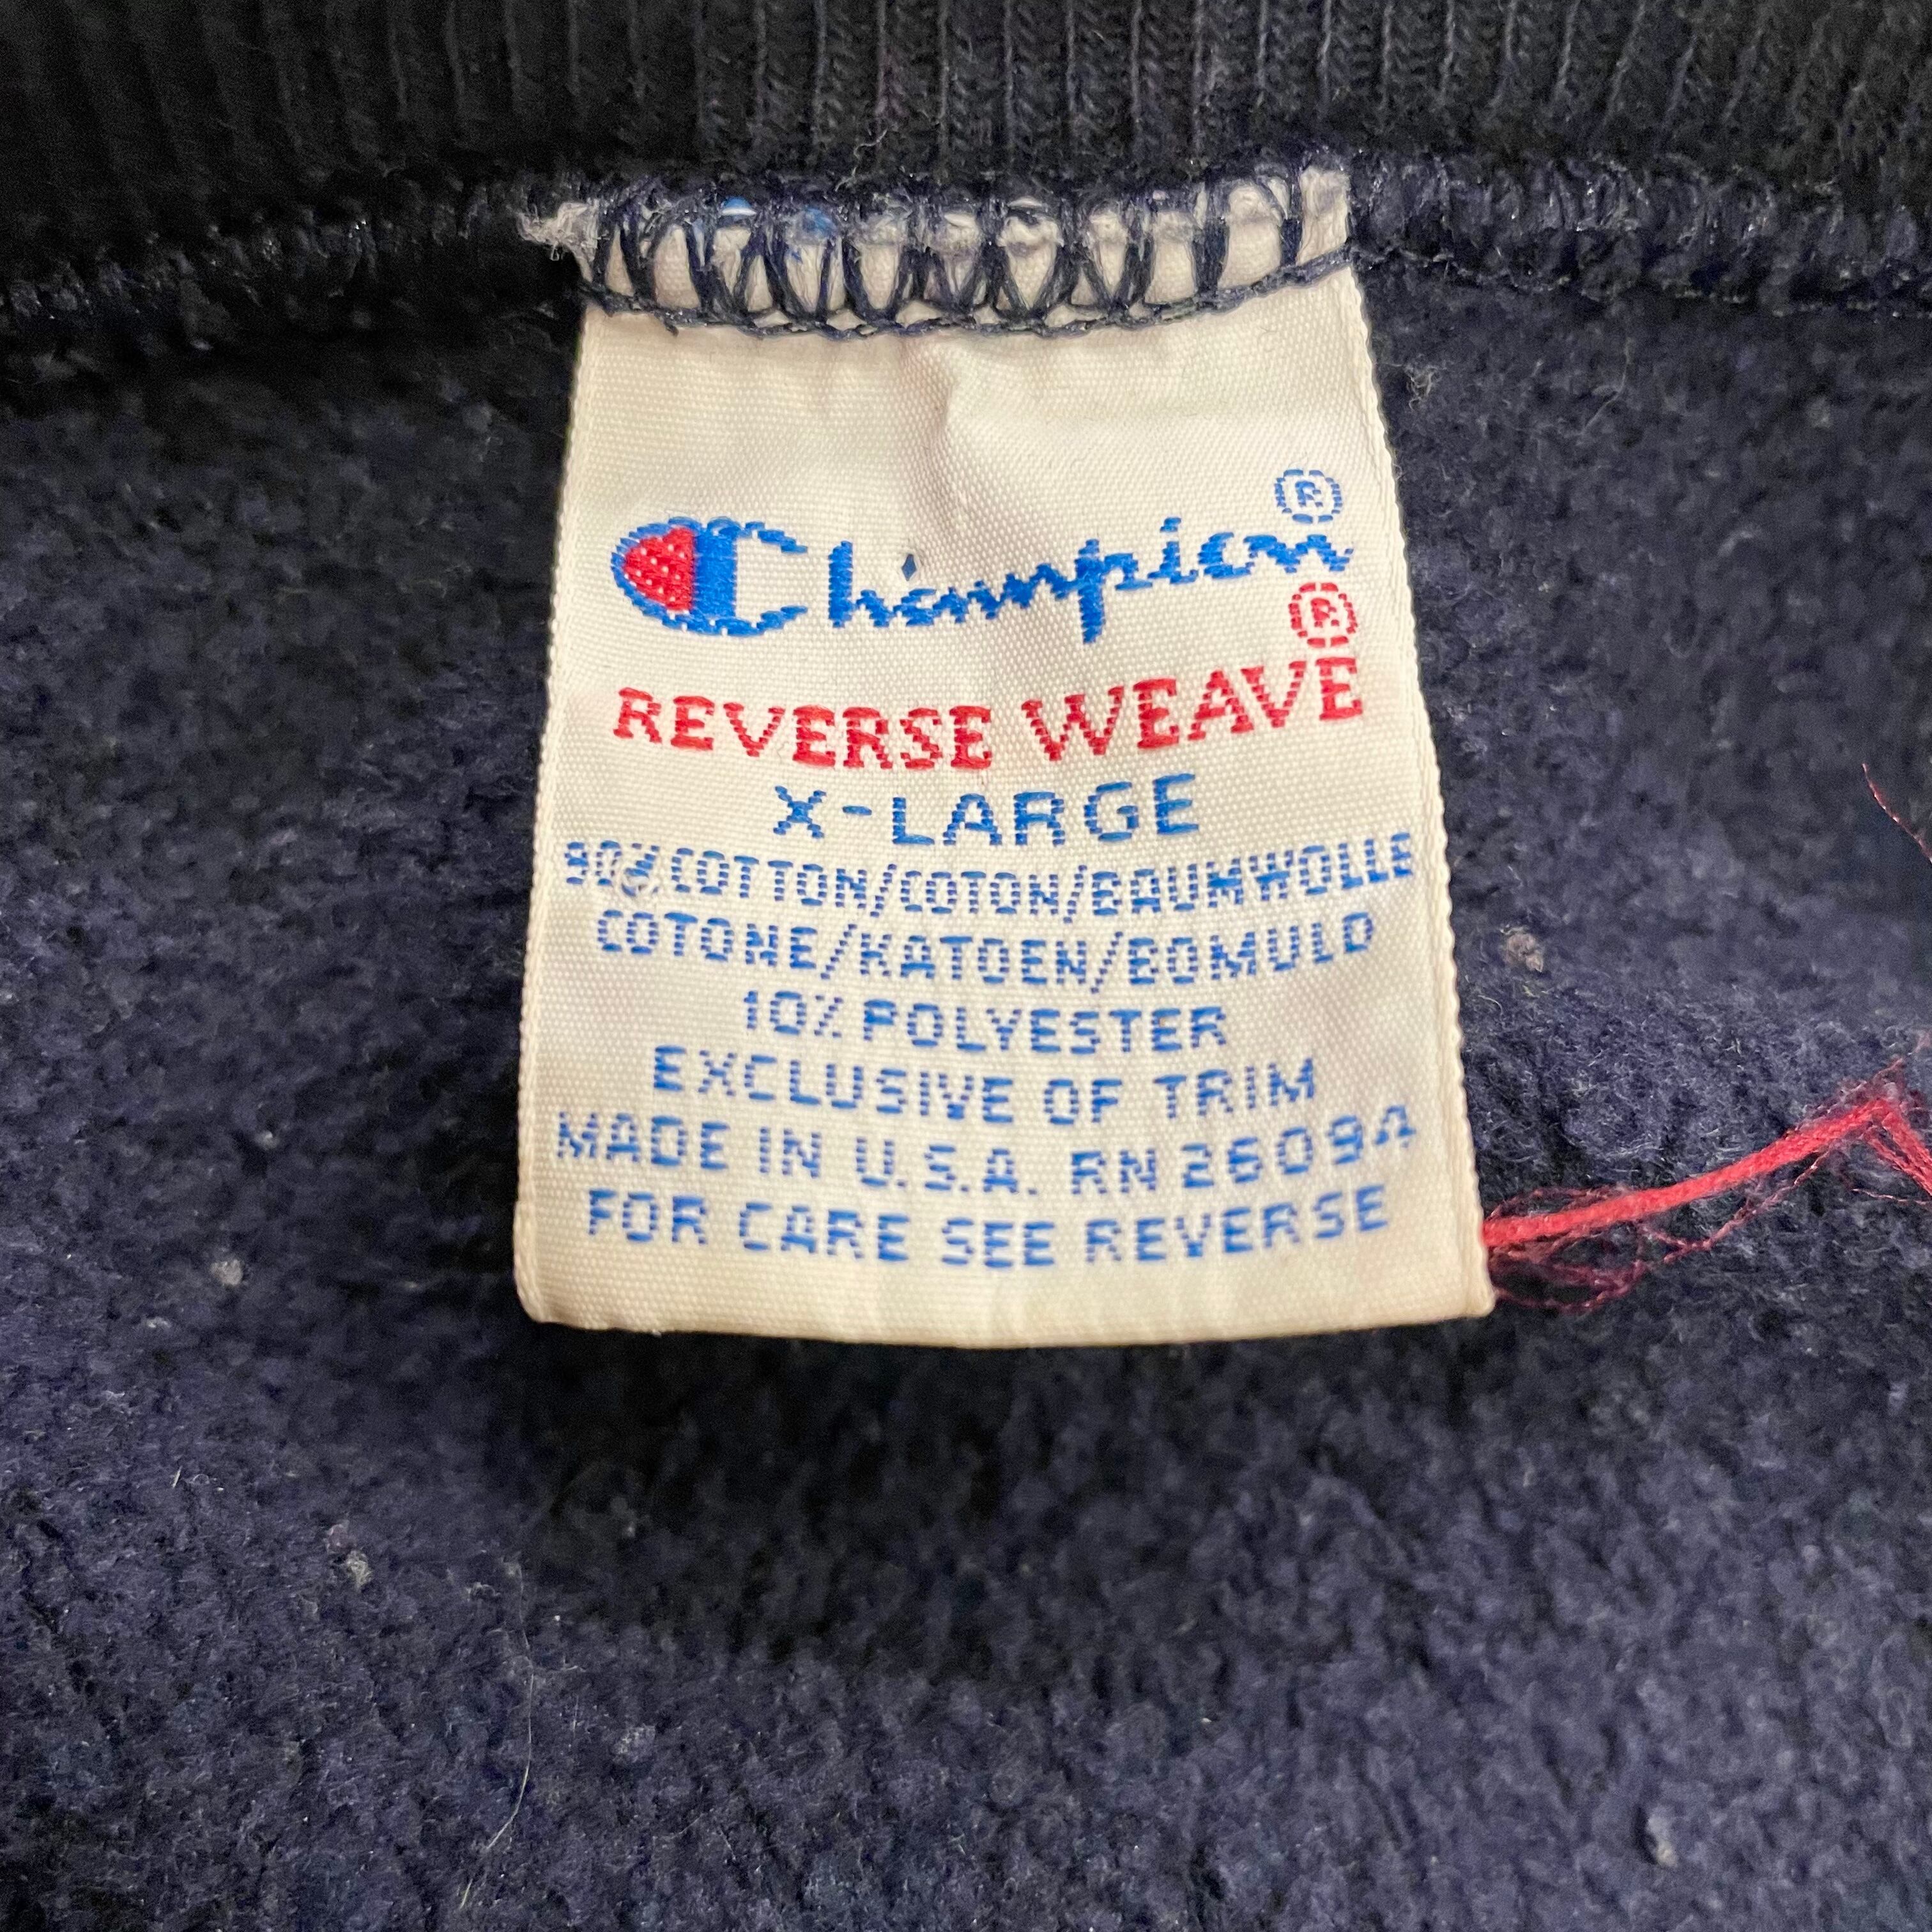 Champion®
REVERSE WEAVE®
X-LARGE
90% COTTON/COTON/BAUMWOLLE
COTONE/KATOEN/BOMULD
10% POLYESTER
EXCLUSIVE OF TRIM
MADE IN U.S.A. RN 26094
FOR CARE SEE REVERSE